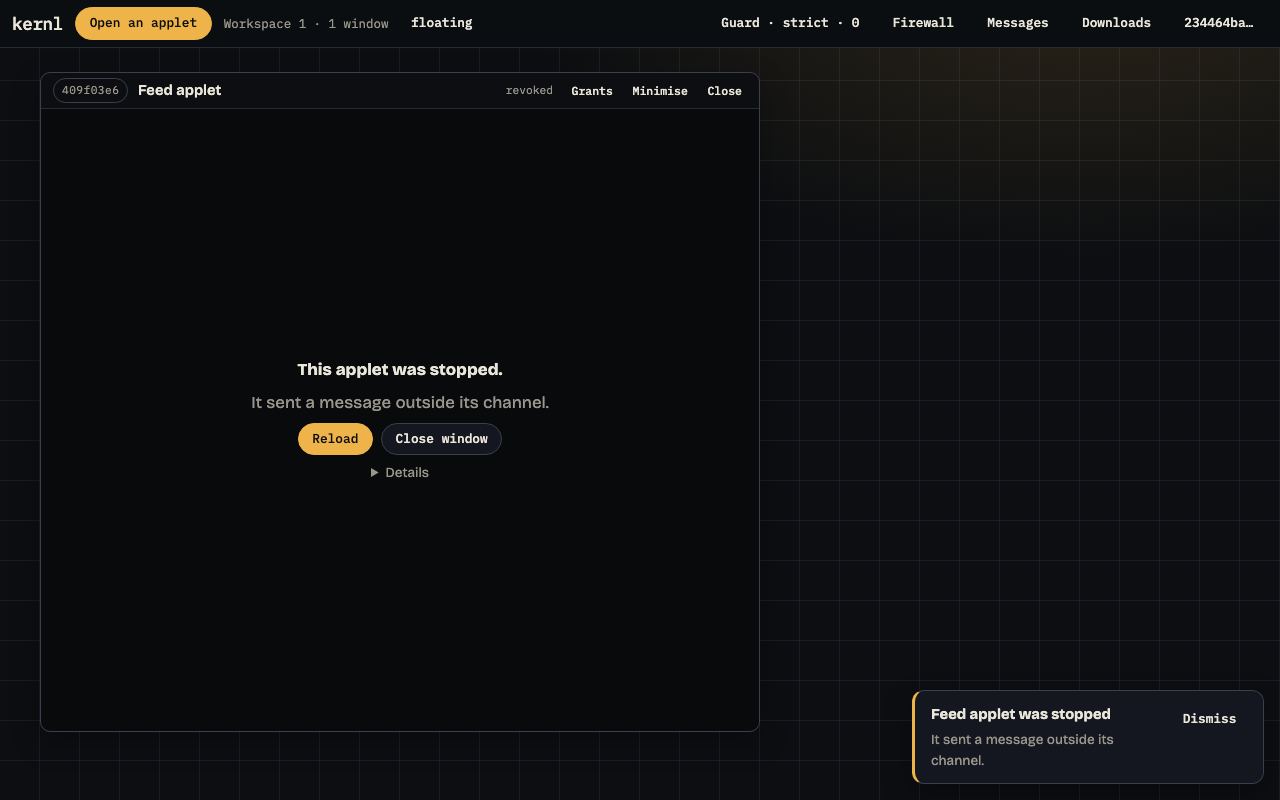 kernl
Open an applet
Workspace 1 · 1 window
floating
Guard · strict · 0
Firewall
Messages
Downloads
234464ba…
409f03e6
Feed applet
revoked
Grants
Minimise
Close
This applet was stopped.
It sent a message outside its channel.
Reload
Close window
▶ Details
Feed applet was stopped
Dismiss
It sent a message outside its
channel.